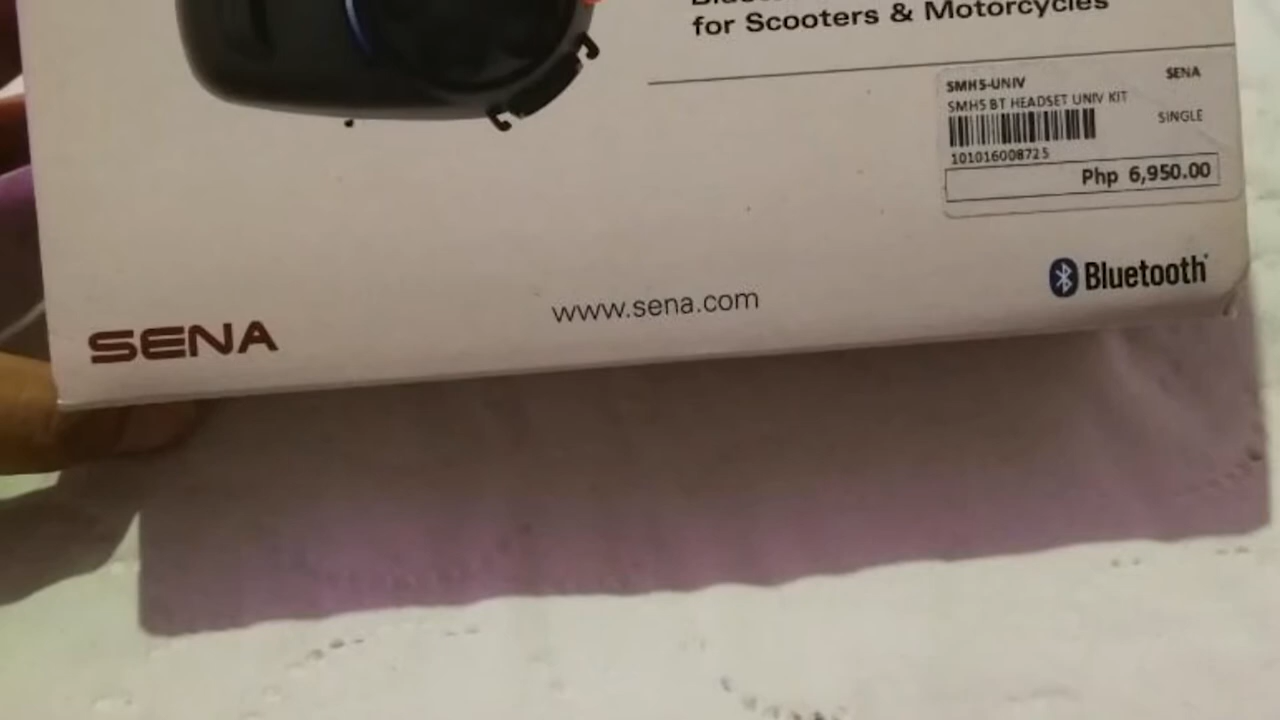 for Scooters & Motorcycles
SMH5-UNIV SENA
SMH5 BT HEADSET UNIV KIT
SINGLE
101016008725
Php 6,950.00
Bluetooth
www.sena.com
SENA